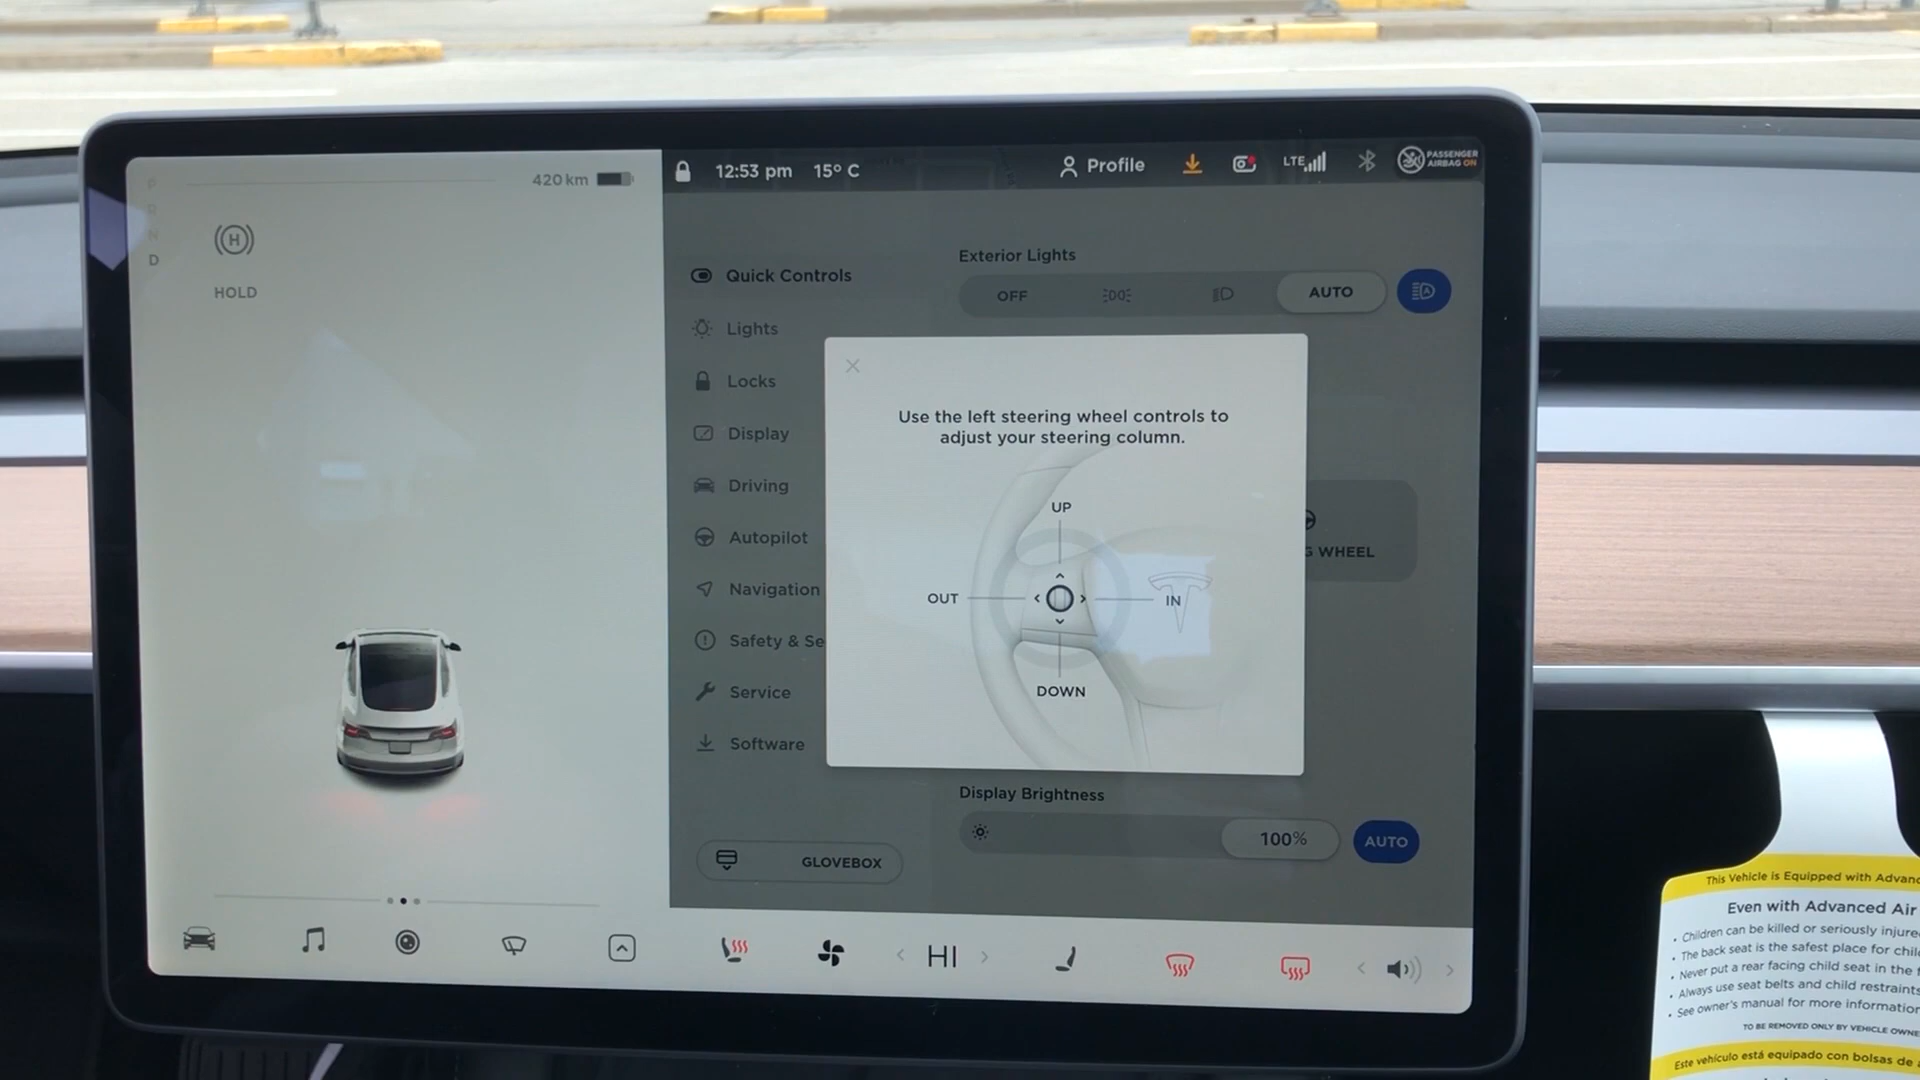 P
R
N
D
420 km
HOLD
12:53 pm 15° C
Profile
LTE
PASSENGER
AIRBAG ON
Quick Controls
Lights
Locks
Display
Driving
Autopilot
Navigation
Safety & Se
Service
Software
GLOVEBOX
Exterior Lights
OFF
AUTO
A
Use the left steering wheel controls to
adjust your steering column.
UP
OUT
IN
DOWN
G WHEEL
Display Brightness
100%
AUTO
HI
This Vehicle is Equipped with Advanc
Even with Advanced Air
• Children can be killed or seriously injure
• The back seat is the safest place for chil
• Never put a rear facing child seat in the f
• Always use seat belts and child restraints
• See owner's manual for more information
TO BE REMOVED ONLY BY VEHICLE OWNE
Este vehículo está equipado con bolsas de